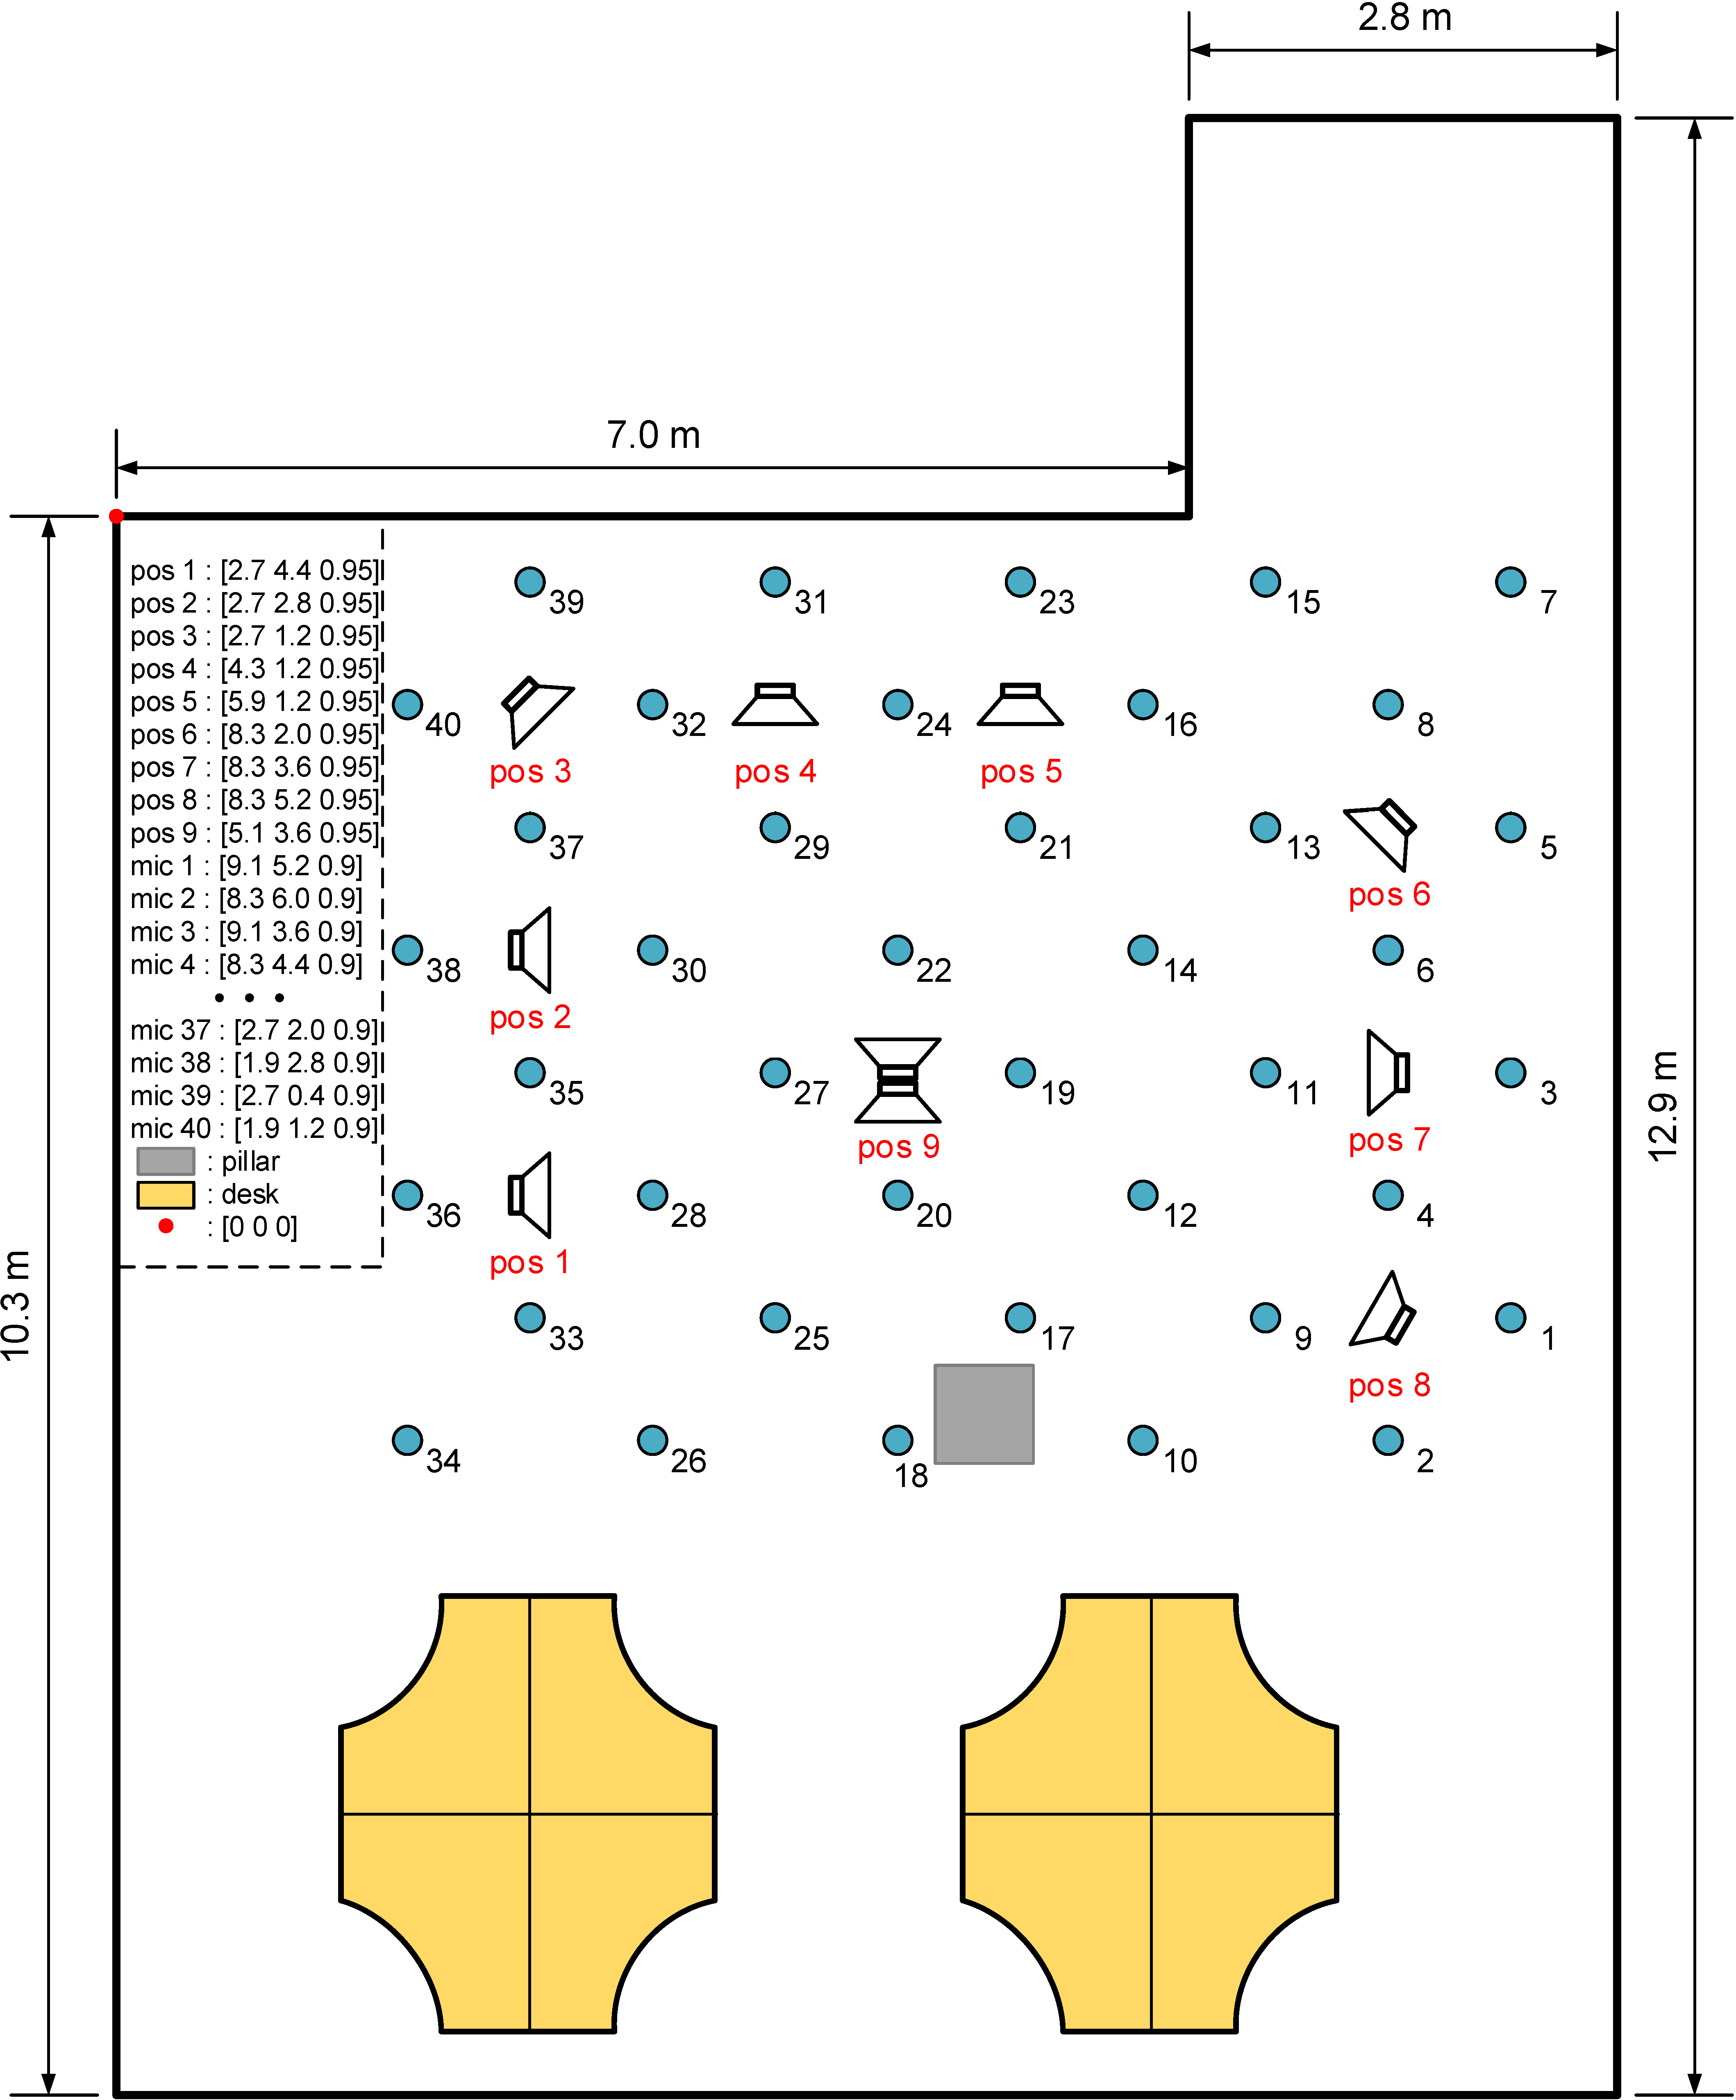 2.8 m
7.0 m
pos 1 : [2.7 4.4 0.95]
pos 2 : [2.7 2.8 0.95]
pos 3 : [2.7 1.2 0.95]
pos 4 : [4.3 1.2 0.95]
pos 5 : [5.9 1.2 0.95]
pos 6 : [8.3 2.0 0.95]
pos 7 : [8.3 3.6 0.95]
pos 8 : [8.3 5.2 0.95]
pos 9 : [5.1 3.6 0.95]
mic 1 : [9.1 5.2 0.9]
mic 2 : [8.3 6.0 0.9]
mic 3 : [9.1 3.6 0.9]
mic 4 : [8.3 4.4 0.9]
• • •
mic 37 : [2.7 2.0 0.9]
mic 38 : [1.9 2.8 0.9]
mic 39 : [2.7 0.4 0.9]
mic 40 : [1.9 1.2 0.9]
: pillar
: desk
: [0 0 0]
39 31 23 15 7
40 32 24 16 8
pos 3 pos 4 pos 5
37 29 21 13 5
pos 6
38 30 22 14 6
pos 2
35 27 19 11 3
pos 9 pos 7
36 28 20 12 4
pos 1
33 25 17 9 1
pos 8
34 26 18 10 2
10.3 m
12.9 m